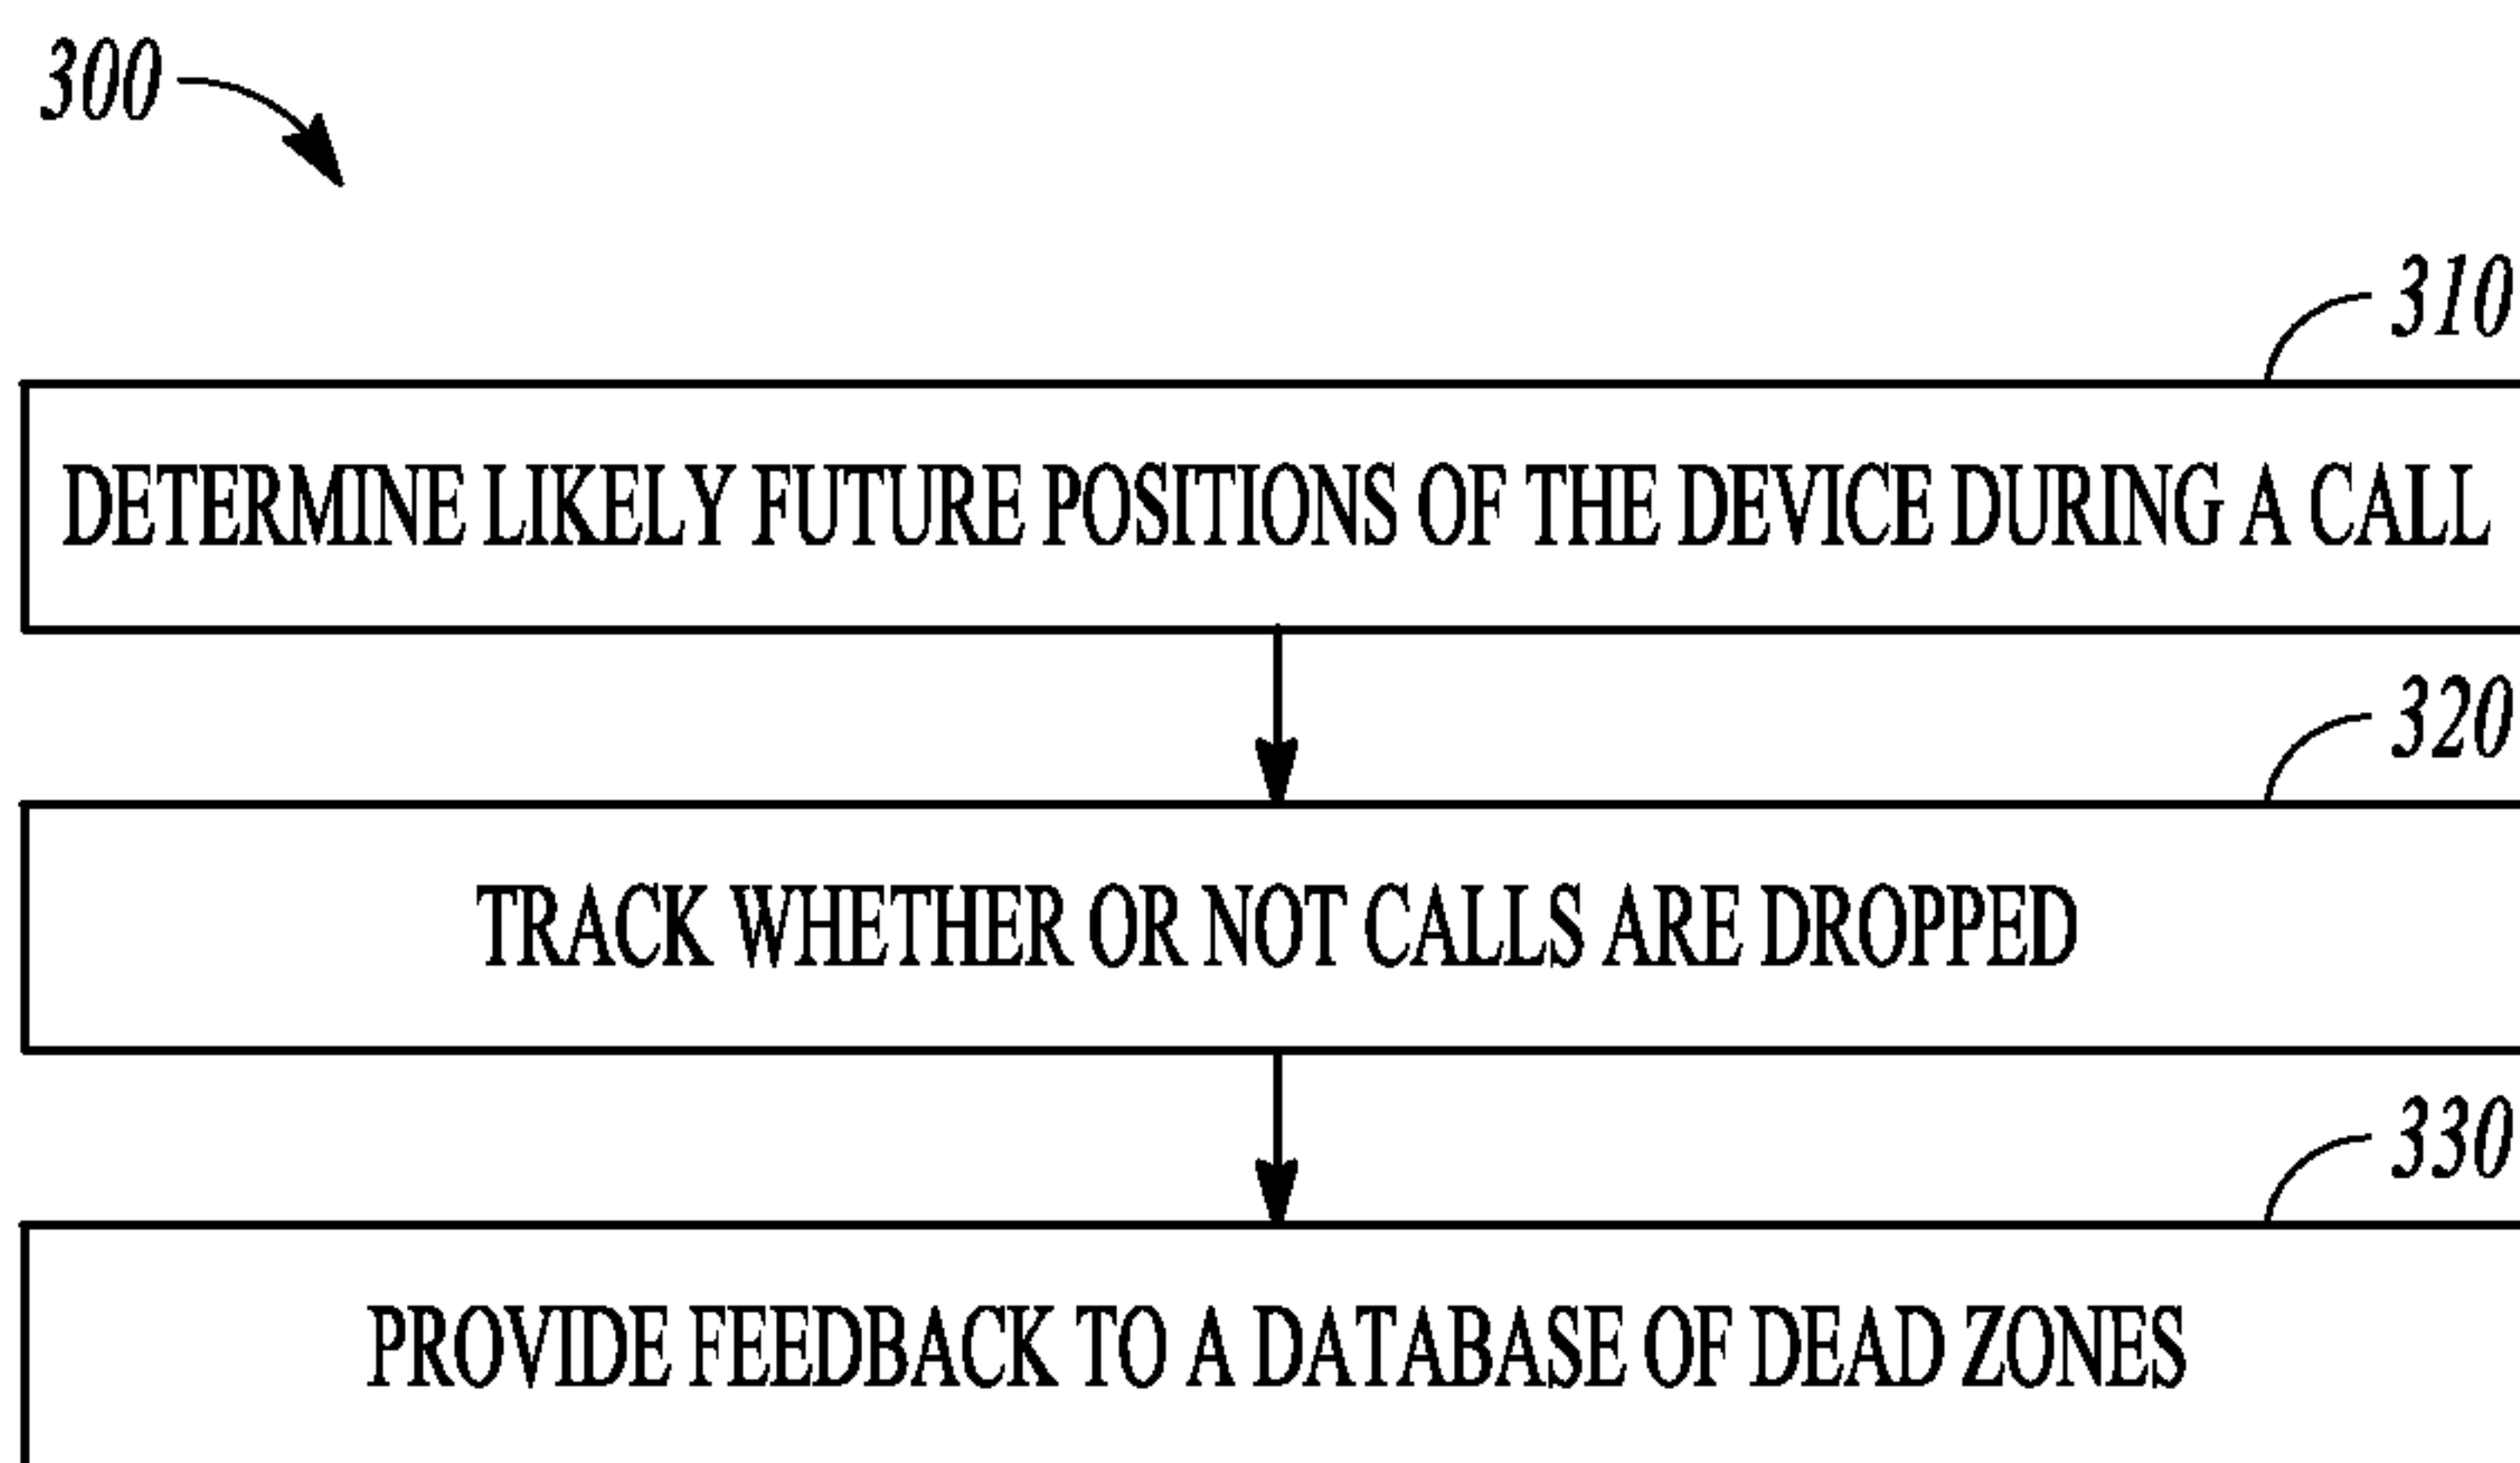 300
310
DETERMINE LIKELY FUTURE POSITIONS OF THE DEVICE DURING A CALL
320
TRACK WHETHER OR NOT CALLS ARE DROPPED
330
PROVIDE FEEDBACK TO A DATABASE OF DEAD ZONES